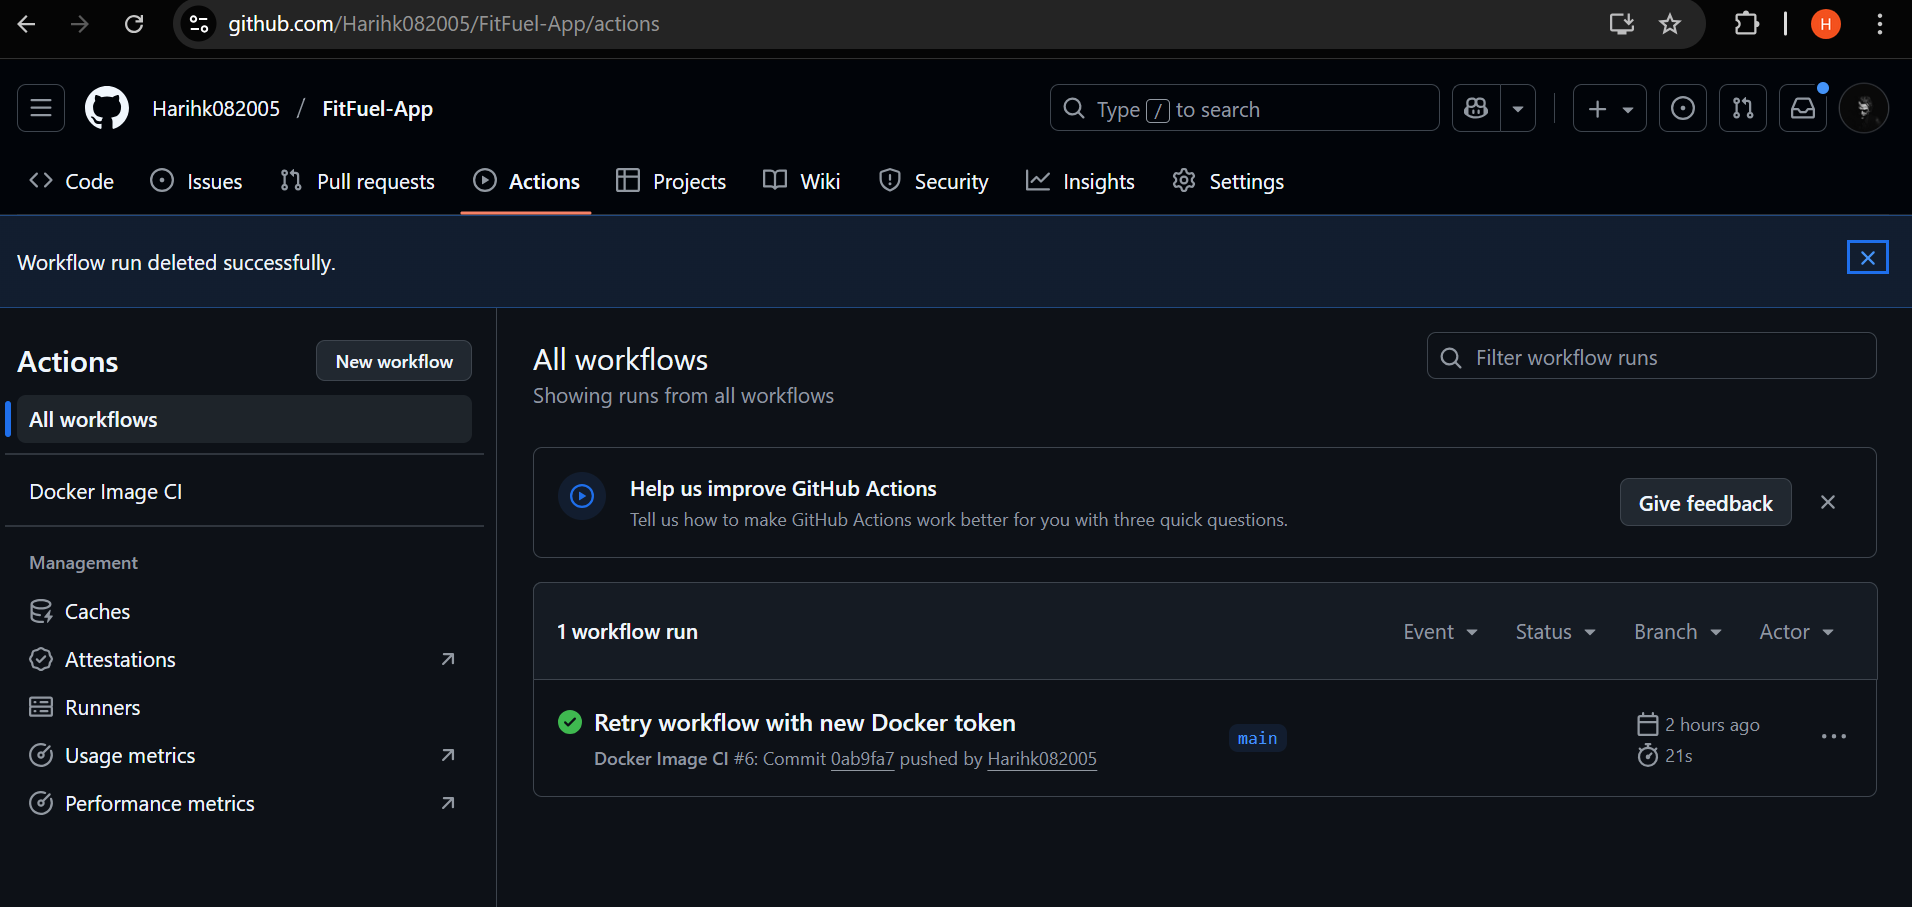 github.com/Harihk082005/FitFuel-App/actions
H
Harihk082005 / FitFuel-App
Type / to search
Code Issues Pull requests Actions Projects Wiki Security Insights Settings
Workflow run deleted successfully.
Actions
New workflow
All workflows
Docker Image CI
Management
Caches
Attestations
Runners
Usage metrics
Performance metrics
All workflows
Showing runs from all workflows
Filter workflow runs
Help us improve GitHub Actions
Tell us how to make GitHub Actions work better for you with three quick questions.
Give feedback
1 workflow run
Event Status Branch Actor
Retry workflow with new Docker token
Docker Image CI #6: Commit 0ab9fa7 pushed by Harihk082005
main
2 hours ago
21s